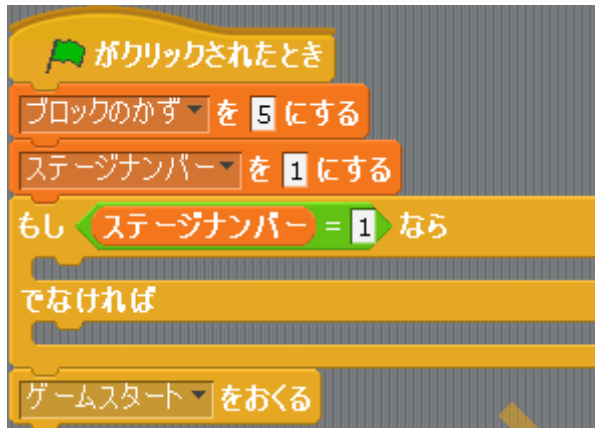 がクリックされたとき
ブロックのかず を 5 にする
ステージナンバー を 1 にする
もし ステージナンバー = 1 なら
でなければ
ゲームスタート をおくる